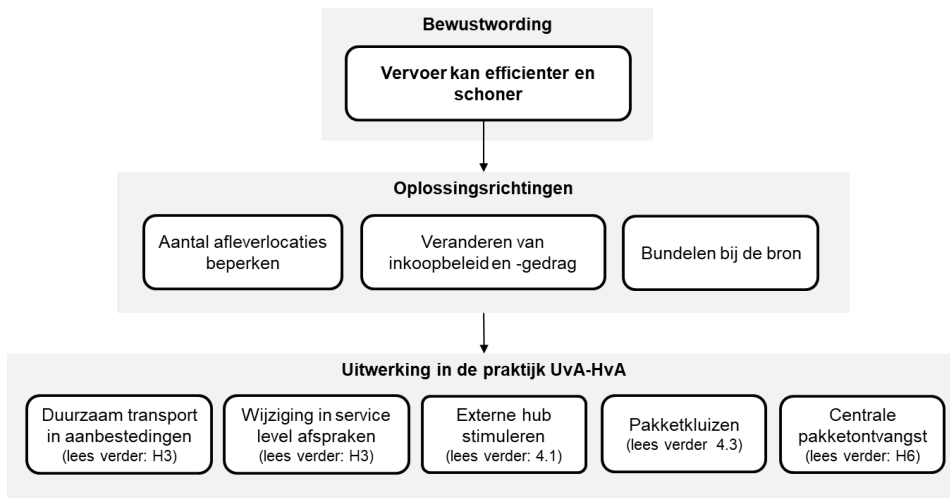 Bewustwording
Vervoer kan efficienter en
schoner
Oplossingsrichtingen
Aantal afleverlocaties
beperken
Veranderen van
inkoopbeleid en -gedrag
Bundelen bij de bron
Uitwerking in de praktijk UvA-HvA
Duurzaam transport
in aanbestedingen
(lees verder: H3)
Wijziging in service
level afspraken
(lees verder: H3)
Externe hub
stimuleren
(lees verder: 4.1)
Pakketkluizen
(lees verder 4.3)
Centrale
pakketontvangst
(lees verder: H6)